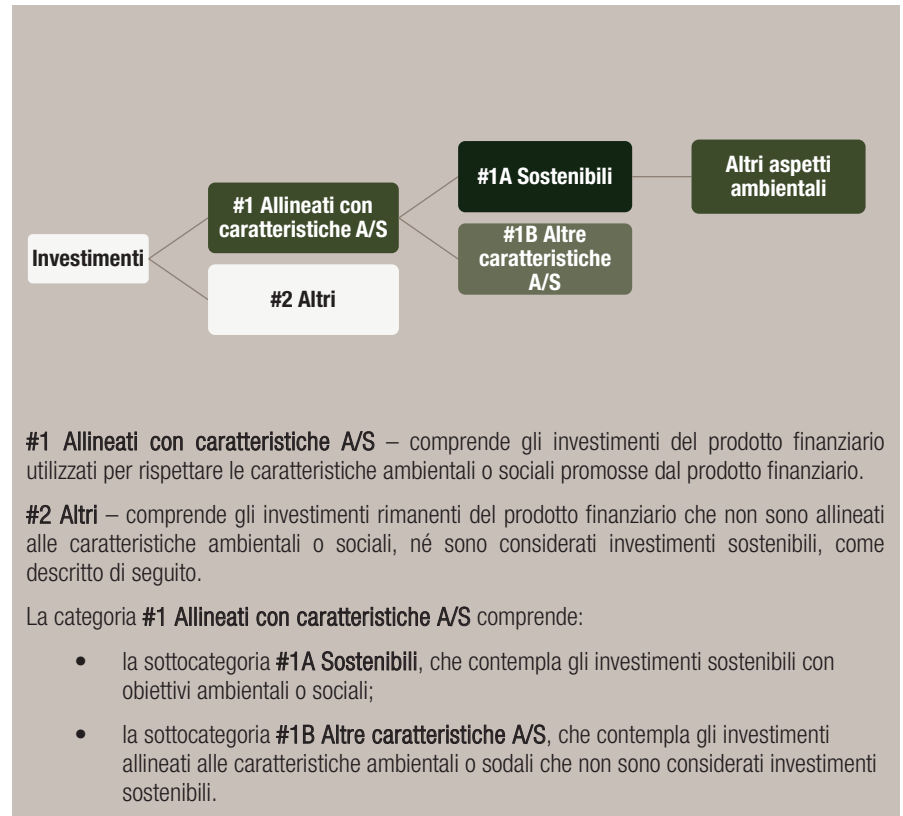 Investimenti
#1 Allineati con
caratteristiche A/S
#2 Altri
#1A Sostenibili
#1B Altre
caratteristiche
A/S
Altri aspetti
ambientali
#1 Allineati con caratteristiche A/S – comprende gli investimenti del prodotto finanziario
utilizzati per rispettare le caratteristiche ambientali o sociali promosse dal prodotto finanziario.
#2 Altri – comprende gli investimenti rimanenti del prodotto finanziario che non sono allineati
alle caratteristiche ambientali o sociali, né sono considerati investimenti sostenibili, come
descritto di seguito.
La categoria #1 Allineati con caratteristiche A/S comprende:
• la sottocategoria #1A Sostenibili, che contempla gli investimenti sostenibili con
obiettivi ambientali o sociali;
• la sottocategoria #1B Altre caratteristiche A/S, che contempla gli investimenti
allineati alle caratteristiche ambientali o sodali che non sono considerati investimenti
sostenibili.